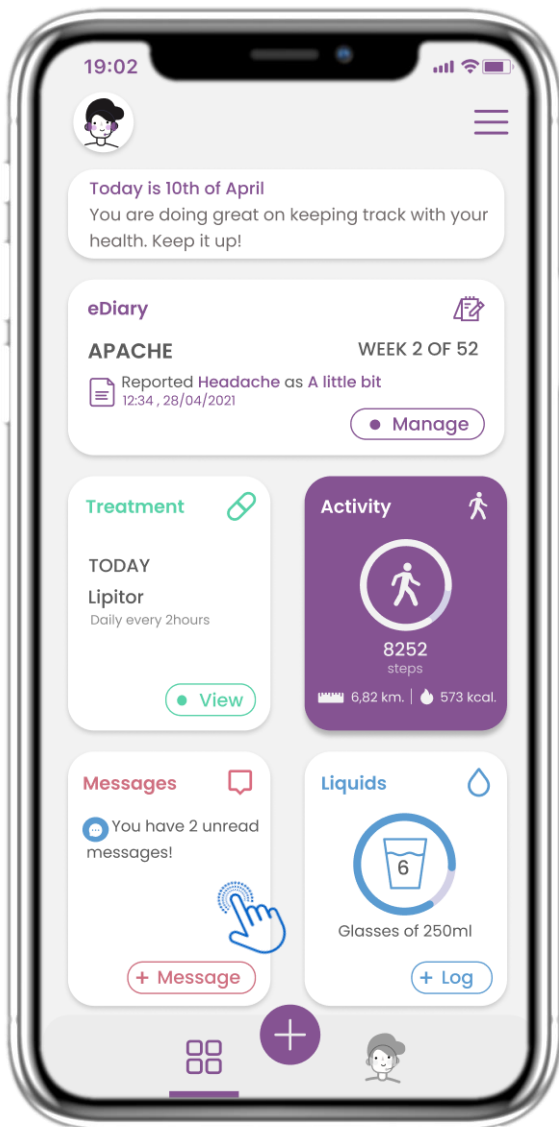 19:02
Today is 10th of April
You are doing great on keeping track with your
health. Keep it up!
eDiary
APACHE
WEEK 2 OF 52
Reported Headache as A little bit
12:34 , 28/04/2021
Manage
Treatment
TODAY
Lipitor
Daily every 2hours
View
Activity
8252
steps
6,82 km.
573 kcal.
Messages
You have 2 unread
messages!
+ Message
Liquids
6
Glasses of 250ml
+ Log